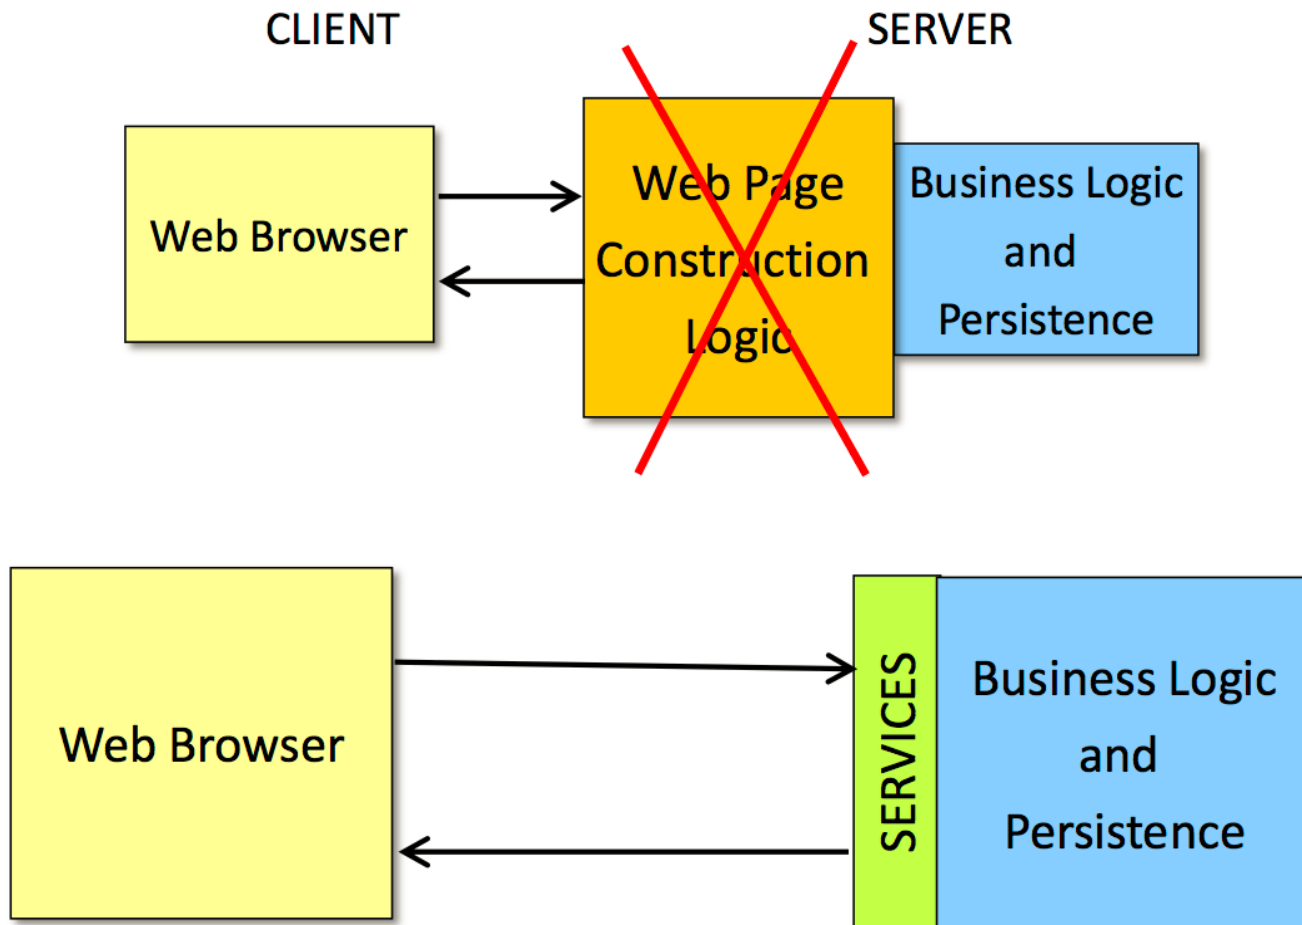 CLIENT
SERVER
Web Browser
Web Page
Construction
Logic
Business Logic
and
Persistence
Web Browser
SERVICES
Business Logic
and
Persistence